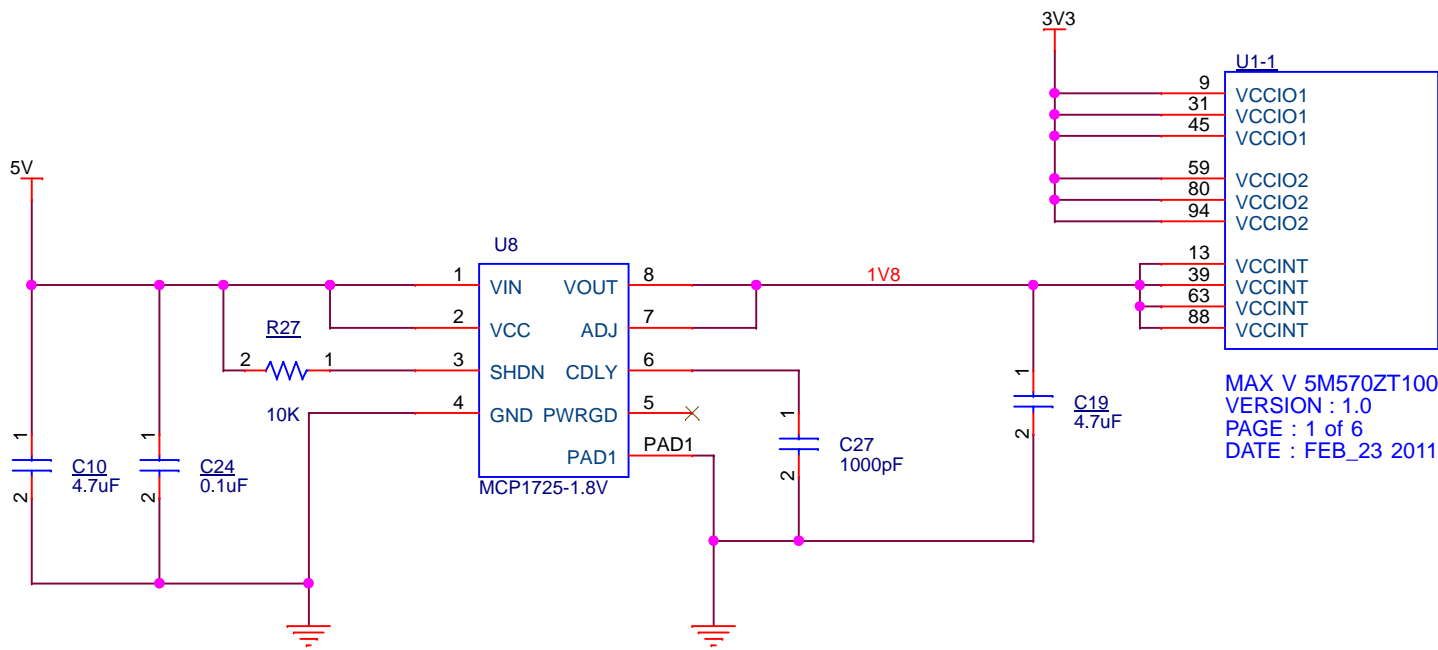 3V3
U1-1
9 VCCIO1
31 VCCIO1
45 VCCIO1
59 VCCIO2
80 VCCIO2
94 VCCIO2
13 VCCINT
39 VCCINT
63 VCCINT
88 VCCINT
MAX V 5M570ZT100
VERSION : 1.0
PAGE : 1 of 6
DATE : FEB_23 2011
5V
U8
1 VIN VOUT 8
1V8
2 VCC ADJ 7
R27
2 1 3 SHDN CDLY 6
10K
4 GND PWRGD 5
PAD1 PAD1
MCP1725-1.8V
1
C10
4.7uF
2
1
C24
0.1uF
2
1
C27
1000pF
2
1
C19
4.7uF
2